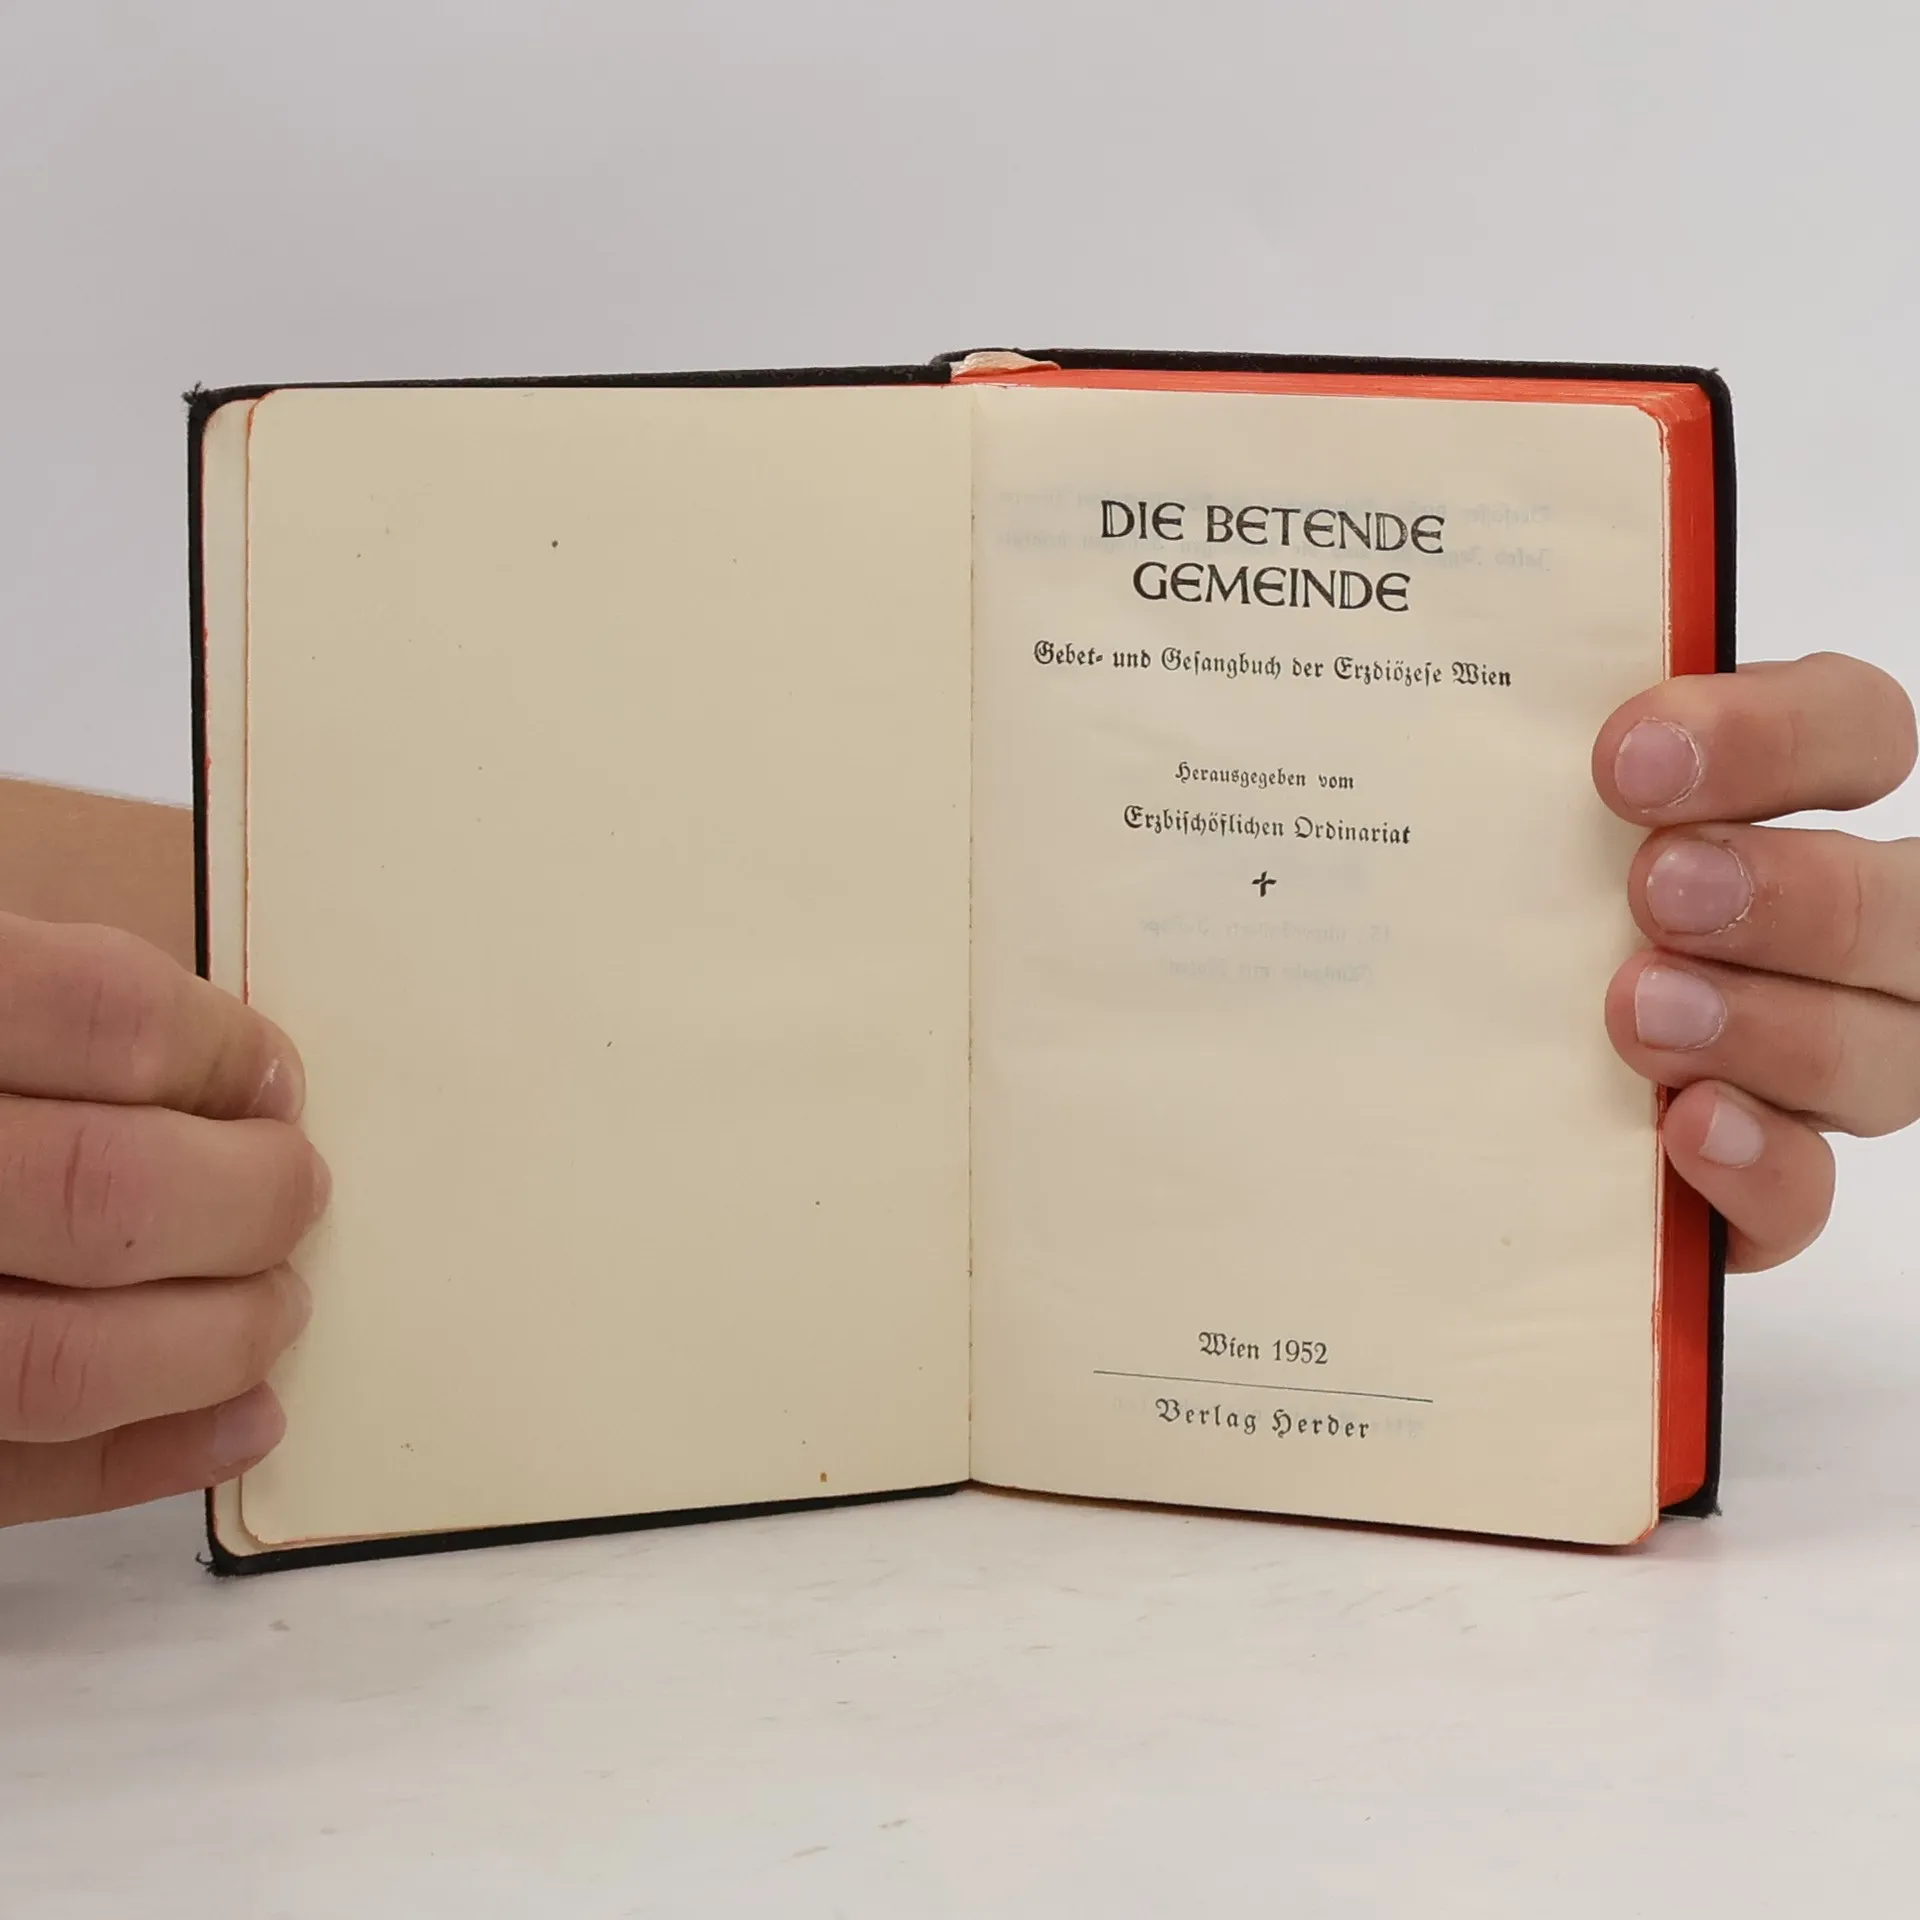 DIE BETENDE
GEMEINDE
Gebet- und Gesangbuch der Erzdiözese Wien
Herausgegeben vom
Erzbischöflichen Ordinariat
Wien 1952
Verlag Herder